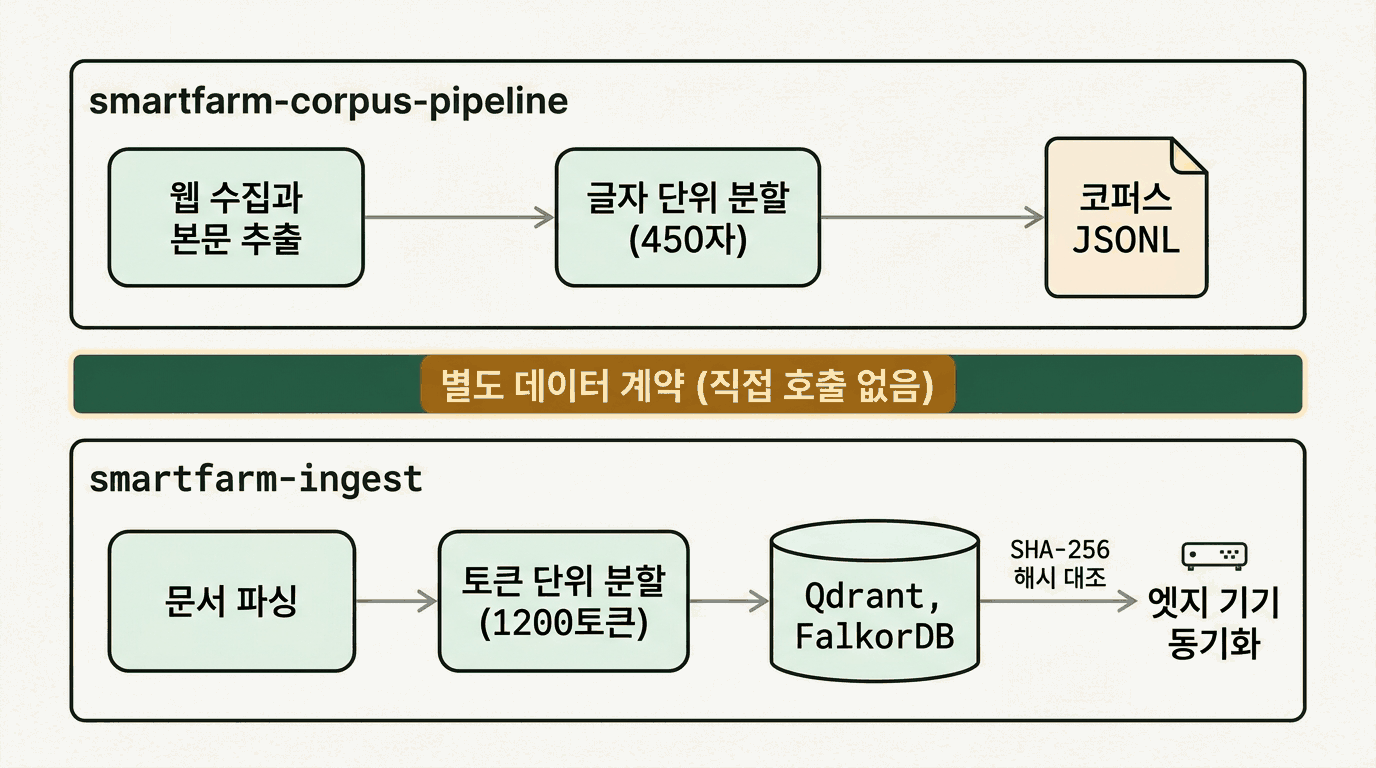 smartfarm-corpus-pipeline
웹 수집과
본문 추출
글자 단위 분할
(450자)
코퍼스
JSONL
별도 데이터 계약 (직접 호출 없음)
smartfarm-ingest
문서 파싱
토큰 단위 분할
(1200토큰)
Qdrant,
FalkorDB
SHA-256
해시 대조
엣지 기기
동기화